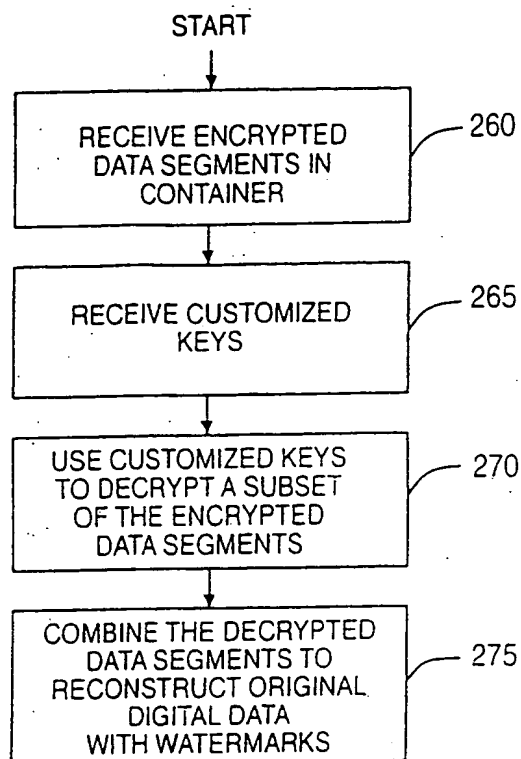 START
RECEIVE ENCRYPTED
DATA SEGMENTS IN
CONTAINER
260
RECEIVE CUSTOMIZED
KEYS
265
USE CUSTOMIZED KEYS
TO DECRYPT A SUBSET
OF THE ENCRYPTED
DATA SEGMENTS
270
COMBINE THE DECRYPTED
DATA SEGMENTS TO
RECONSTRUCT ORIGINAL
DIGITAL DATA
WITH WATERMARKS
275